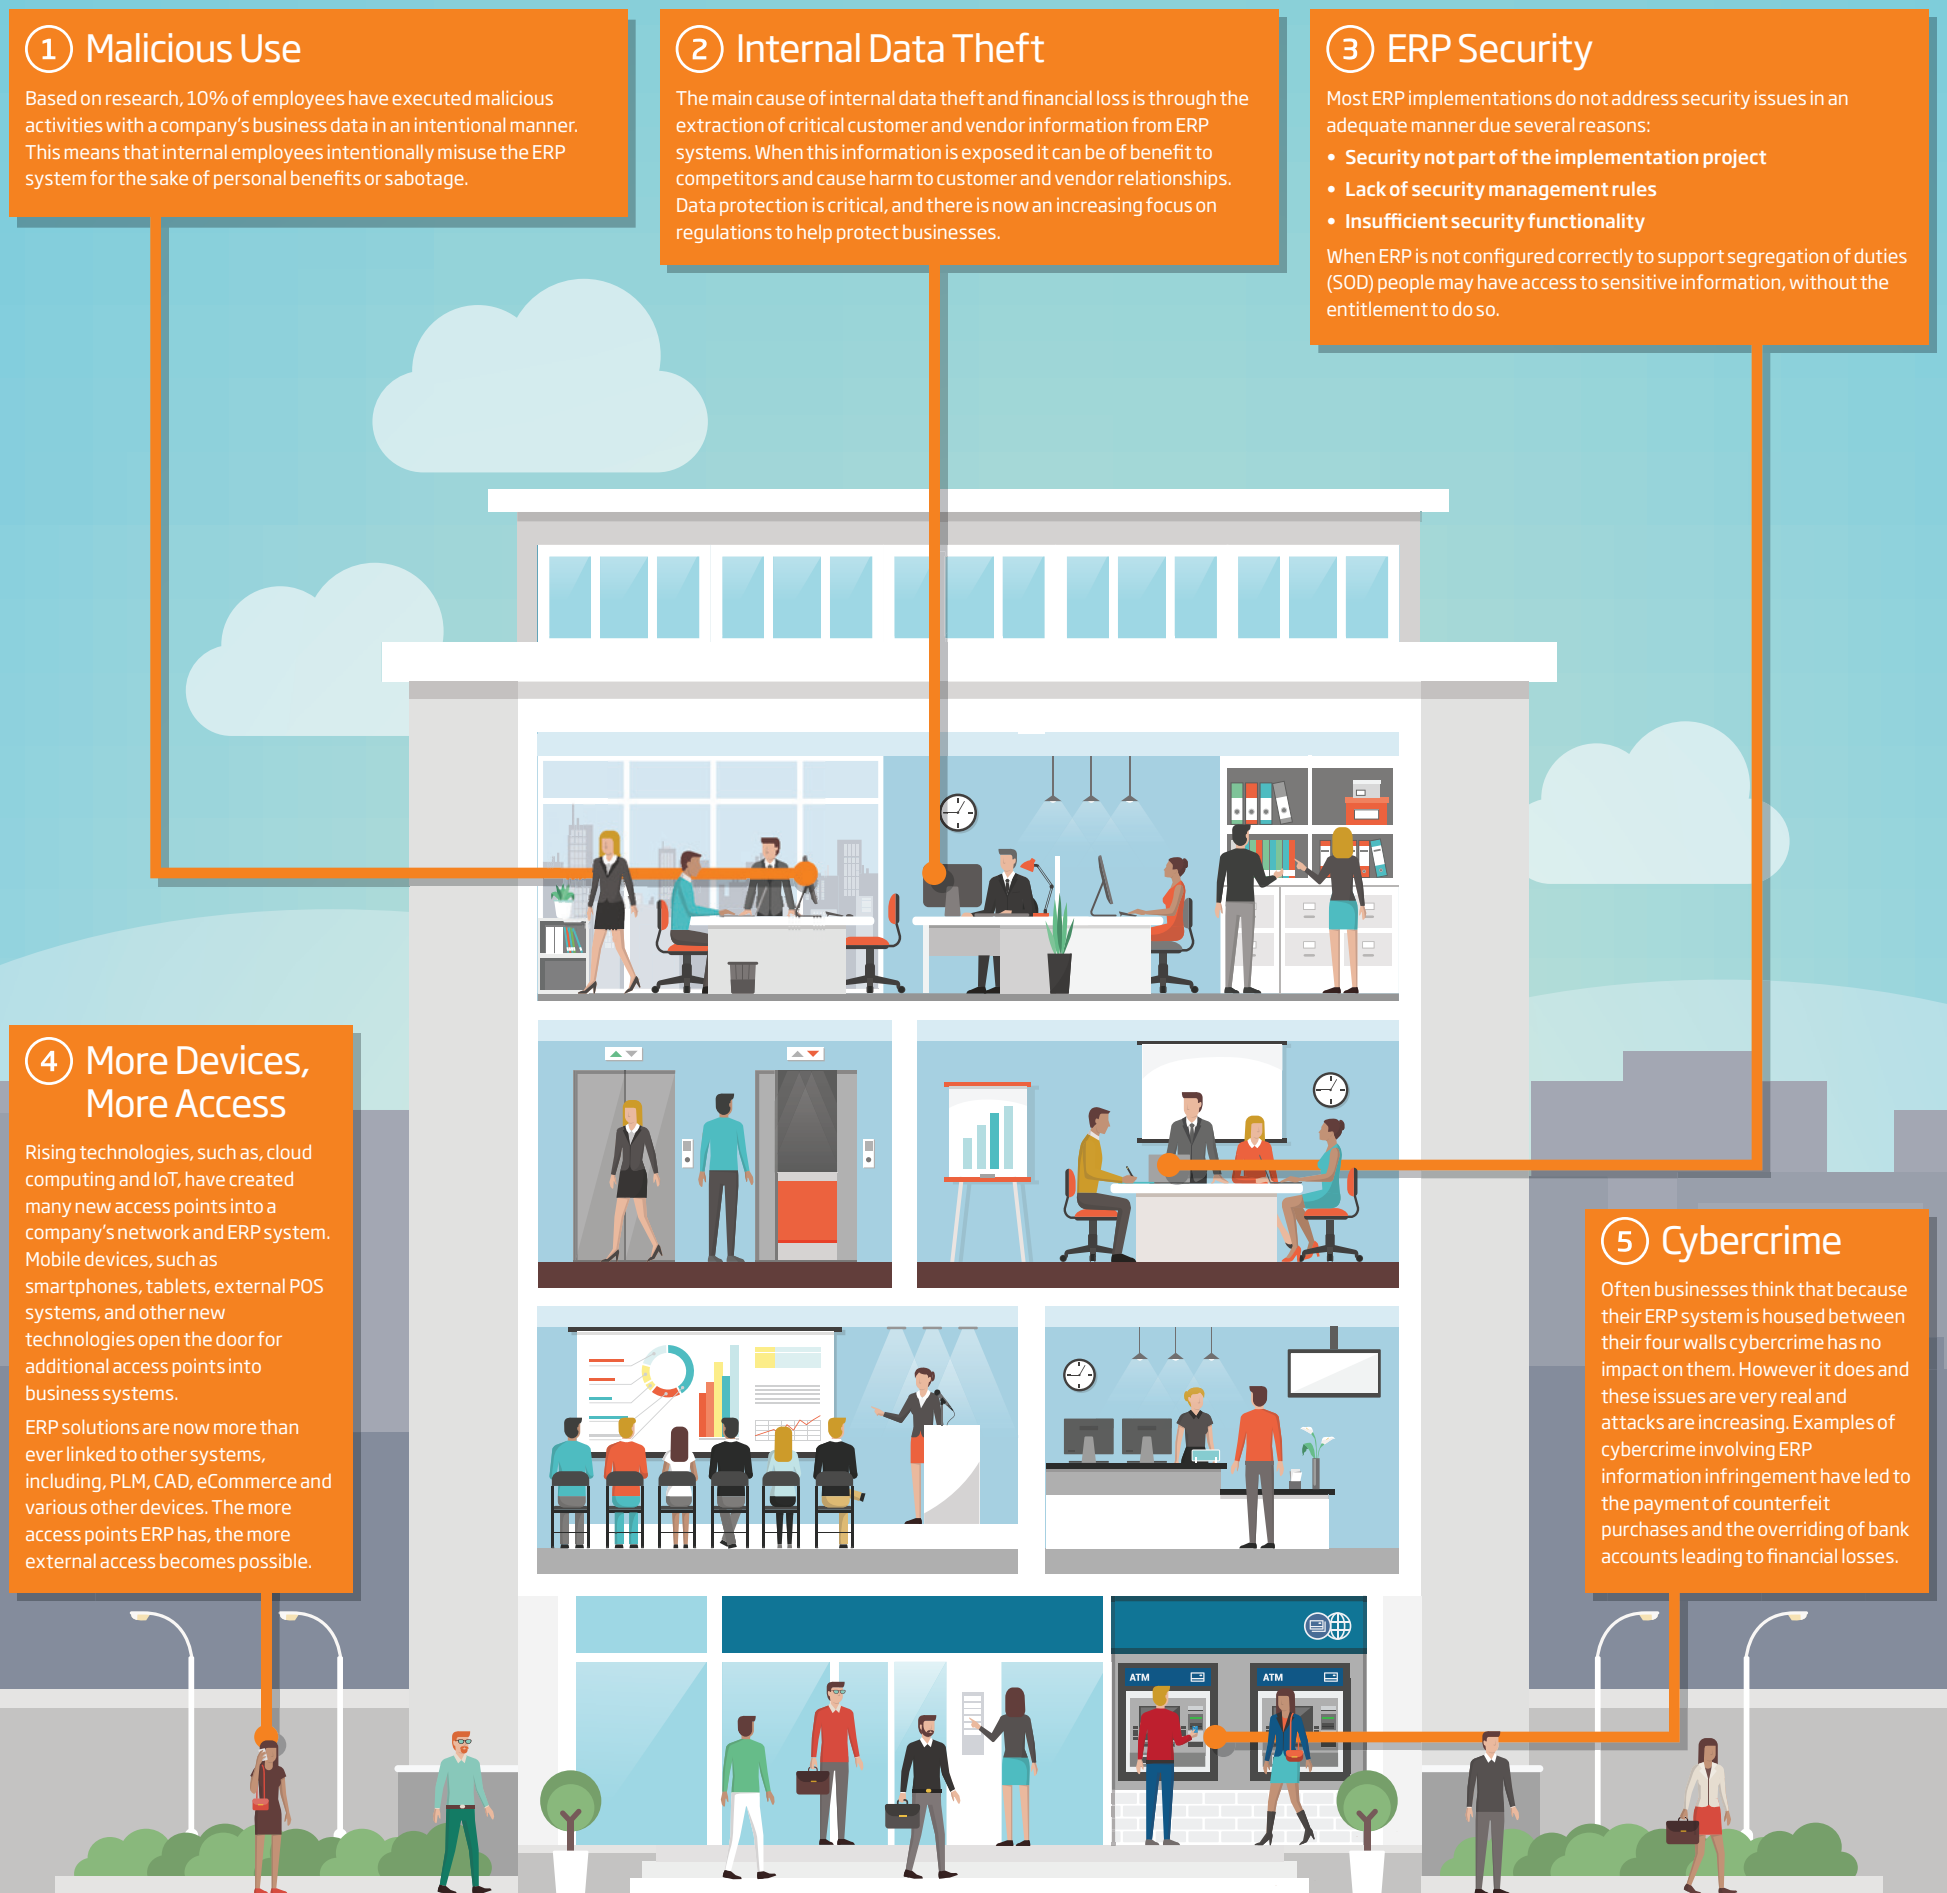 1 Malicious Use
Based on research, 10% of employees have executed malicious
activities with a company's business data in an intentional manner.
This means that internal employees intentionally misuse the ERP
system for the sake of personal benefits or sabotage.
2 Internal Data Theft
The main cause of internal data theft and financial loss is through the
extraction of critical customer and vendor information from ERP
systems. When this information is exposed it can be of benefit to
competitors and cause harm to customer and vendor relationships.
Data protection is critical, and there is now an increasing focus on
regulations to help protect businesses.
3 ERP Security
Most ERP implementations do not address security issues in an
adequate manner due several reasons:
• Security not part of the implementation project
• Lack of security management rules
• Insufficient security functionality
When ERP is not configured correctly to support segregation of duties
(SOD) people may have access to sensitive information, without the
entitlement to do so.
4 More Devices,
More Access
Rising technologies, such as, cloud
computing and IoT, have created
many new access points into a
company's network and ERP system.
Mobile devices, such as
smartphones, tablets, external POS
systems, and other new
technologies open the door for
additional access points into
business systems.
ERP solutions are now more than
ever linked to other systems,
including, PLM, CAD, eCommerce and
various other devices. The more
access points ERP has, the more
external access becomes possible.
5 Cybercrime
Often businesses think that because
their ERP system is housed between
their four walls cybercrime has no
impact on them. However it does and
these issues are very real and
attacks are increasing. Examples of
cybercrime involving ERP
information infringement have led to
the payment of counterfeit
purchases and the overriding of bank
accounts leading to financial losses.
ATM
ATM